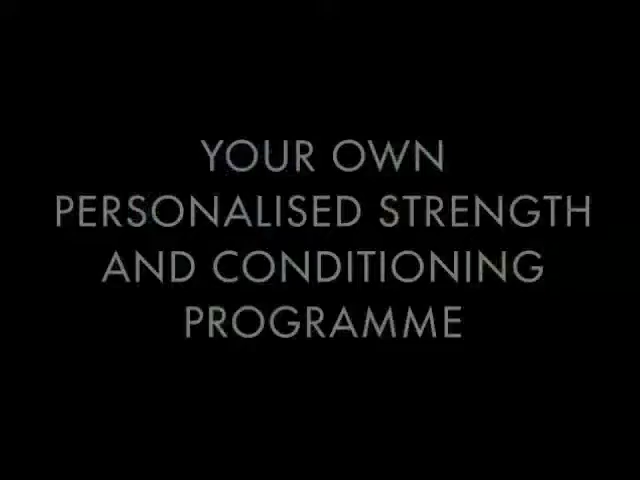 YOUR OWN
PERSONALISED STRENGTH
AND CONDITIONING
PROGRAMME